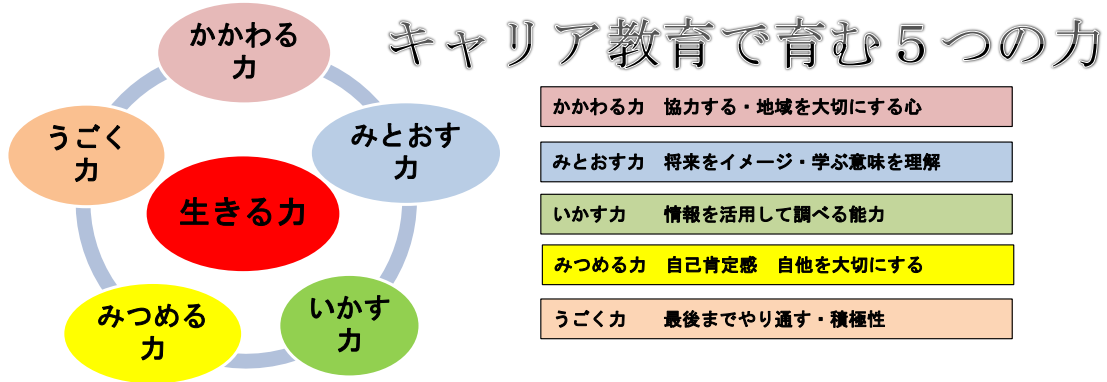 キャリア教育で育む５つの力
かかわる
力
みとおす
力
うごく
力
生きる力
みつめる
力
いかす
力
かかわる力　協力する・地域を大切にする心
みとおす力　将来をイメージ・学ぶ意味を理解
いかす力　　情報を活用して調べる能力
みつめる力　自己肯定感　自他を大切にする
うごく力　　最後までやり通す・積極性